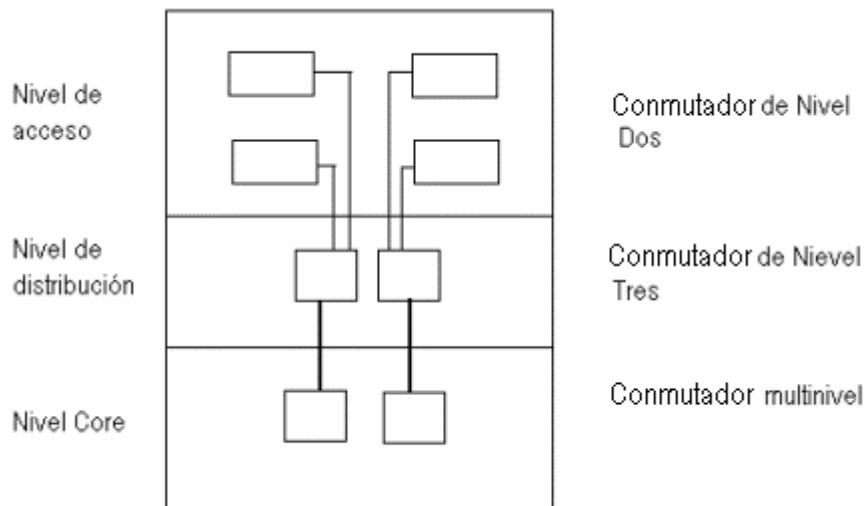 Nivel de
acceso
Conmutador de Nivel
Dos
Nivel de
distribución
Conmutador de Nievel
Tres
Nivel Core
Conmutador multinivel